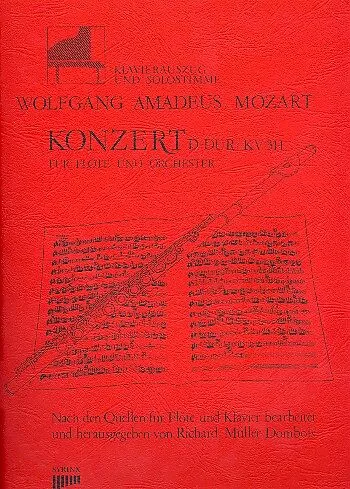 KLAVIERAUSZUG
UND SOLOSTIMME
WOLFGANG AMADEUS MOZART
KONZERT D-DUR, KV 314
FÜR FLÖTE UND ORCHESTER
Nach den Quellen für Flöte und Klavier bearbeitet
und herausgegeben von Richard Müller-Dombois
SYRINX